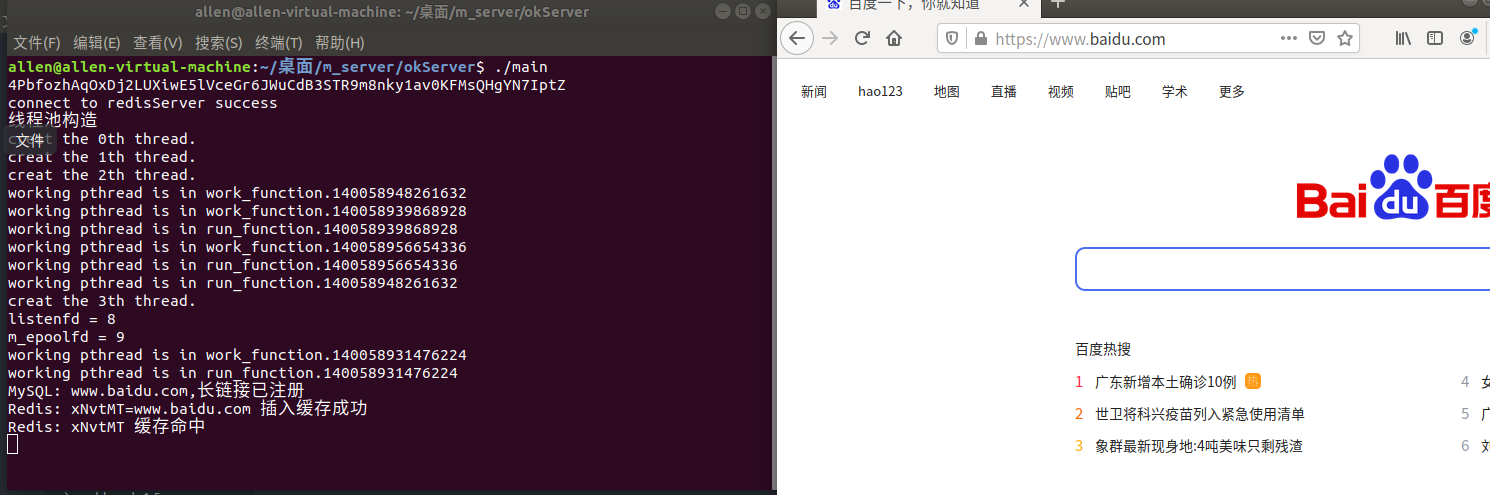 allen@allen-virtual-machine: ~/桌面/m_server/okServer
文件(F) 编辑(E) 查看(V) 搜索(S) 终端(T) 帮助(H)
allen@allen-virtual-machine:~/桌面/m_server/okServer$ ./main
4PbfozhAqOxDj2LUXiwE5lVceGr6JWuCdB3STR9m8nky1av0KFMsQHgYN7IptZ
connect to redisServer success
线程池构造
文件
the 0th thread.
creat the 1th thread.
creat the 2th thread.
working pthread is in work_function.140058948261632
working pthread is in work_function.140058939868928
working pthread is in run_function.140058939868928
working pthread is in work_function.140058956654336
working pthread is in run_function.140058956654336
working pthread is in run_function.140058948261632
creat the 3th thread.
listenfd = 8
m_epoolfd = 9
working pthread is in work_function.140058931476224
working pthread is in run_function.140058931476224
MySQL: www.baidu.com,长链接已注册
Redis: xNvtMT=www.baidu.com 插入缓存成功
Redis: xNvtMT 缓存命中
百度一下，你就知道
https://www.baidu.com
新闻 hao123 地图 直播 视频 贴吧 学术 更多
Bai du 百度
百度热搜
1 广东新增本土确诊10例 热
4
2 世卫将科兴疫苗列入紧急使用清单
5
3 象群最新现身地:4吨美味只剩残渣
6